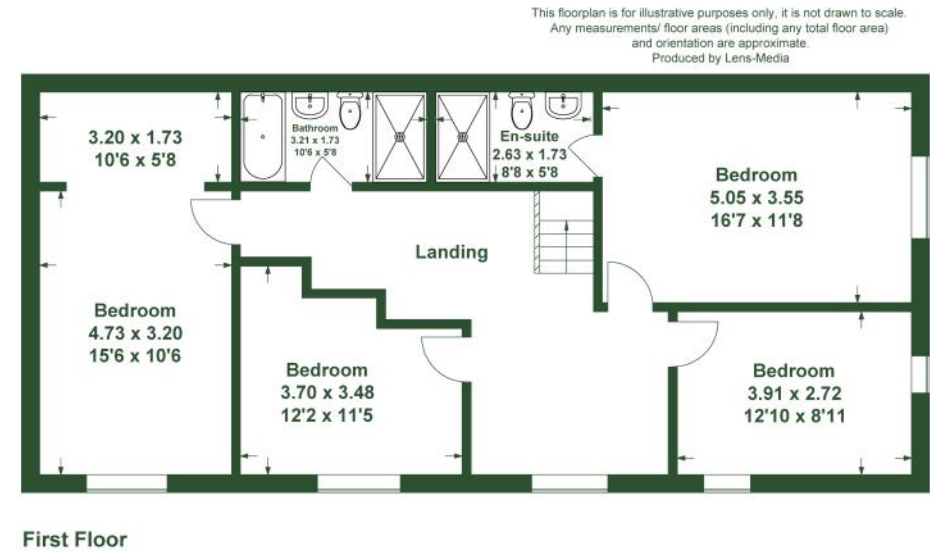 This floorplan is for illustrative purposes only, it is not drawn to scale.
Any measurements/ floor areas (including any total floor area)
and orientation are approximate.
Produced by Lens-Media
3.20 x 1.73
10'6 x 5'8
Bathroom
3.21 x 1.73
10'6 x 5'8
En-suite
2.63 x 1.73
8'8 x 5'8
Bedroom
5.05 x 3.55
16'7 x 11'8
Landing
Bedroom
4.73 x 3.20
15'6 x 10'6
Bedroom
3.70 x 3.48
12'2 x 11'5
Bedroom
3.91 x 2.72
12'10 x 8'11
First Floor